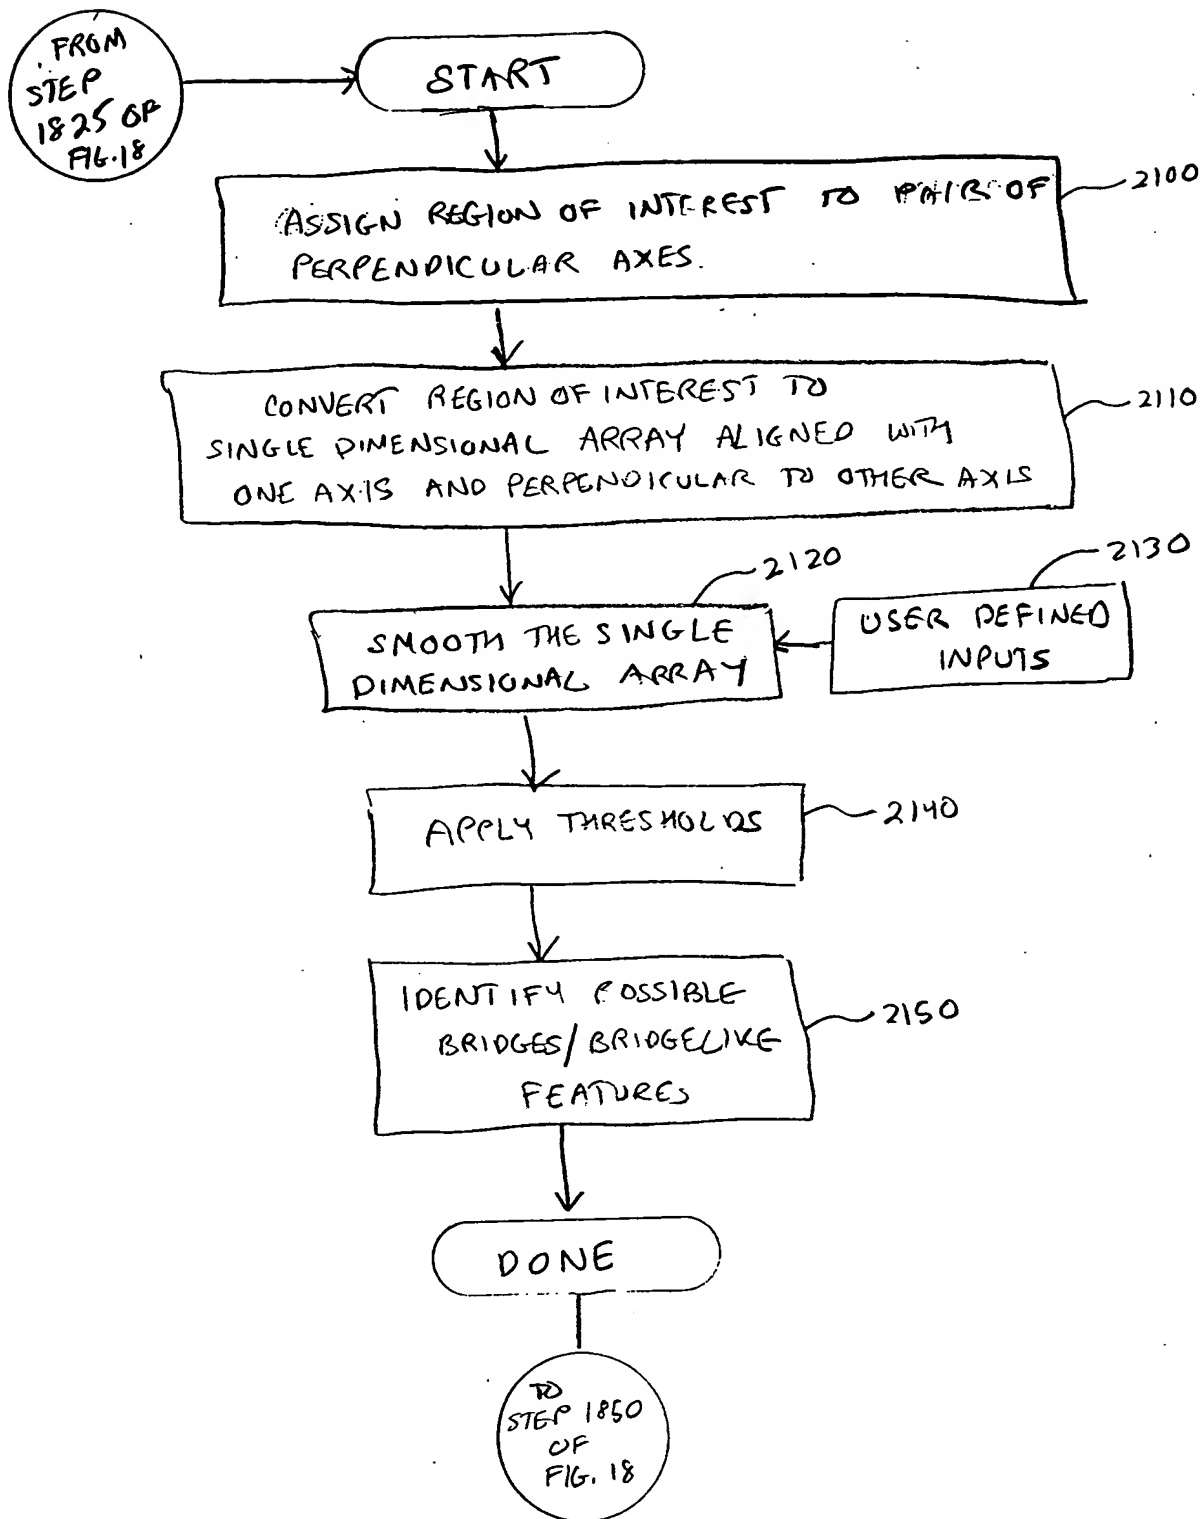 FROM
STEP
1825 OF
FIG. 18
START
ASSIGN REGION OF INTEREST TO PAIR OF
PERPENDICULAR AXES.
2100
CONVERT REGION OF INTEREST TO
SINGLE DIMENSIONAL ARRAY ALIGNED WITH
ONE AXIS AND PERPENDICULAR TO OTHER AXIS
2110
2120
SMOOTH THE SINGLE
DIMENSIONAL ARRAY
2130
USER DEFINED
INPUTS
APPLY THRESHOLDS
2140
IDENTIFY POSSIBLE
BRIDGES/BRIDGELIKE
FEATURES
2150
DONE
TO
STEP 1850
OF
FIG. 18